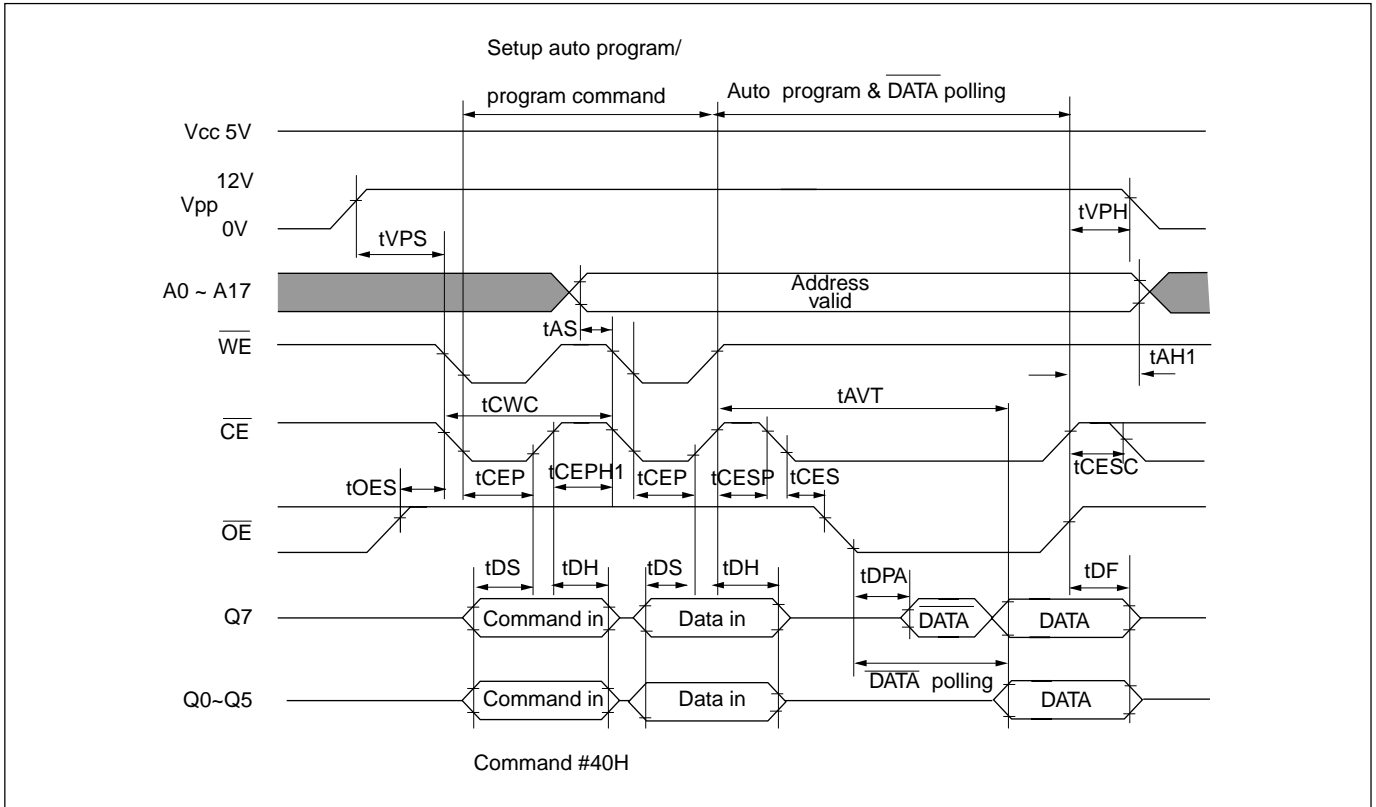 Setup auto program/
program command
Auto program & DATA polling
Vcc 5V
12V
Vpp
0V
tVPS
tVPH
A0 ~ A17
Address
valid
tAS
WE
tAH1
tCWC
tAVT
CE
tCEP
tCEPH1
tCEP
tCESP
tCES
tCESC
tOES
OE
tDS
tDH
tDS
tDH
tDPA
tDF
Q7
Command in
Data in
DATA
DATA
DATA polling
Q0~Q5
Command in
Data in
DATA
Command #40H